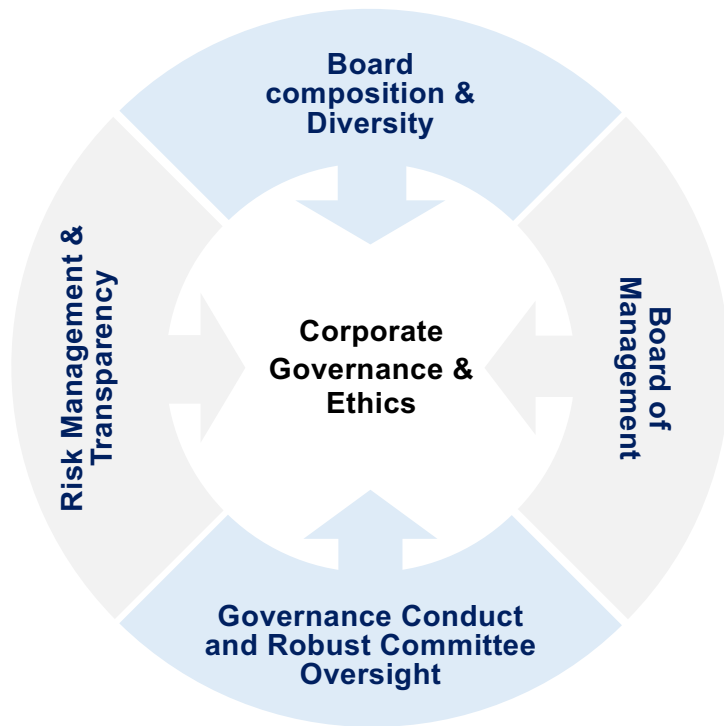 Board
composition &
Diversity
Risk Management &
Transparency
Corporate
Governance &
Ethics
Board of
Management
Governance Conduct
and Robust Committee
Oversight